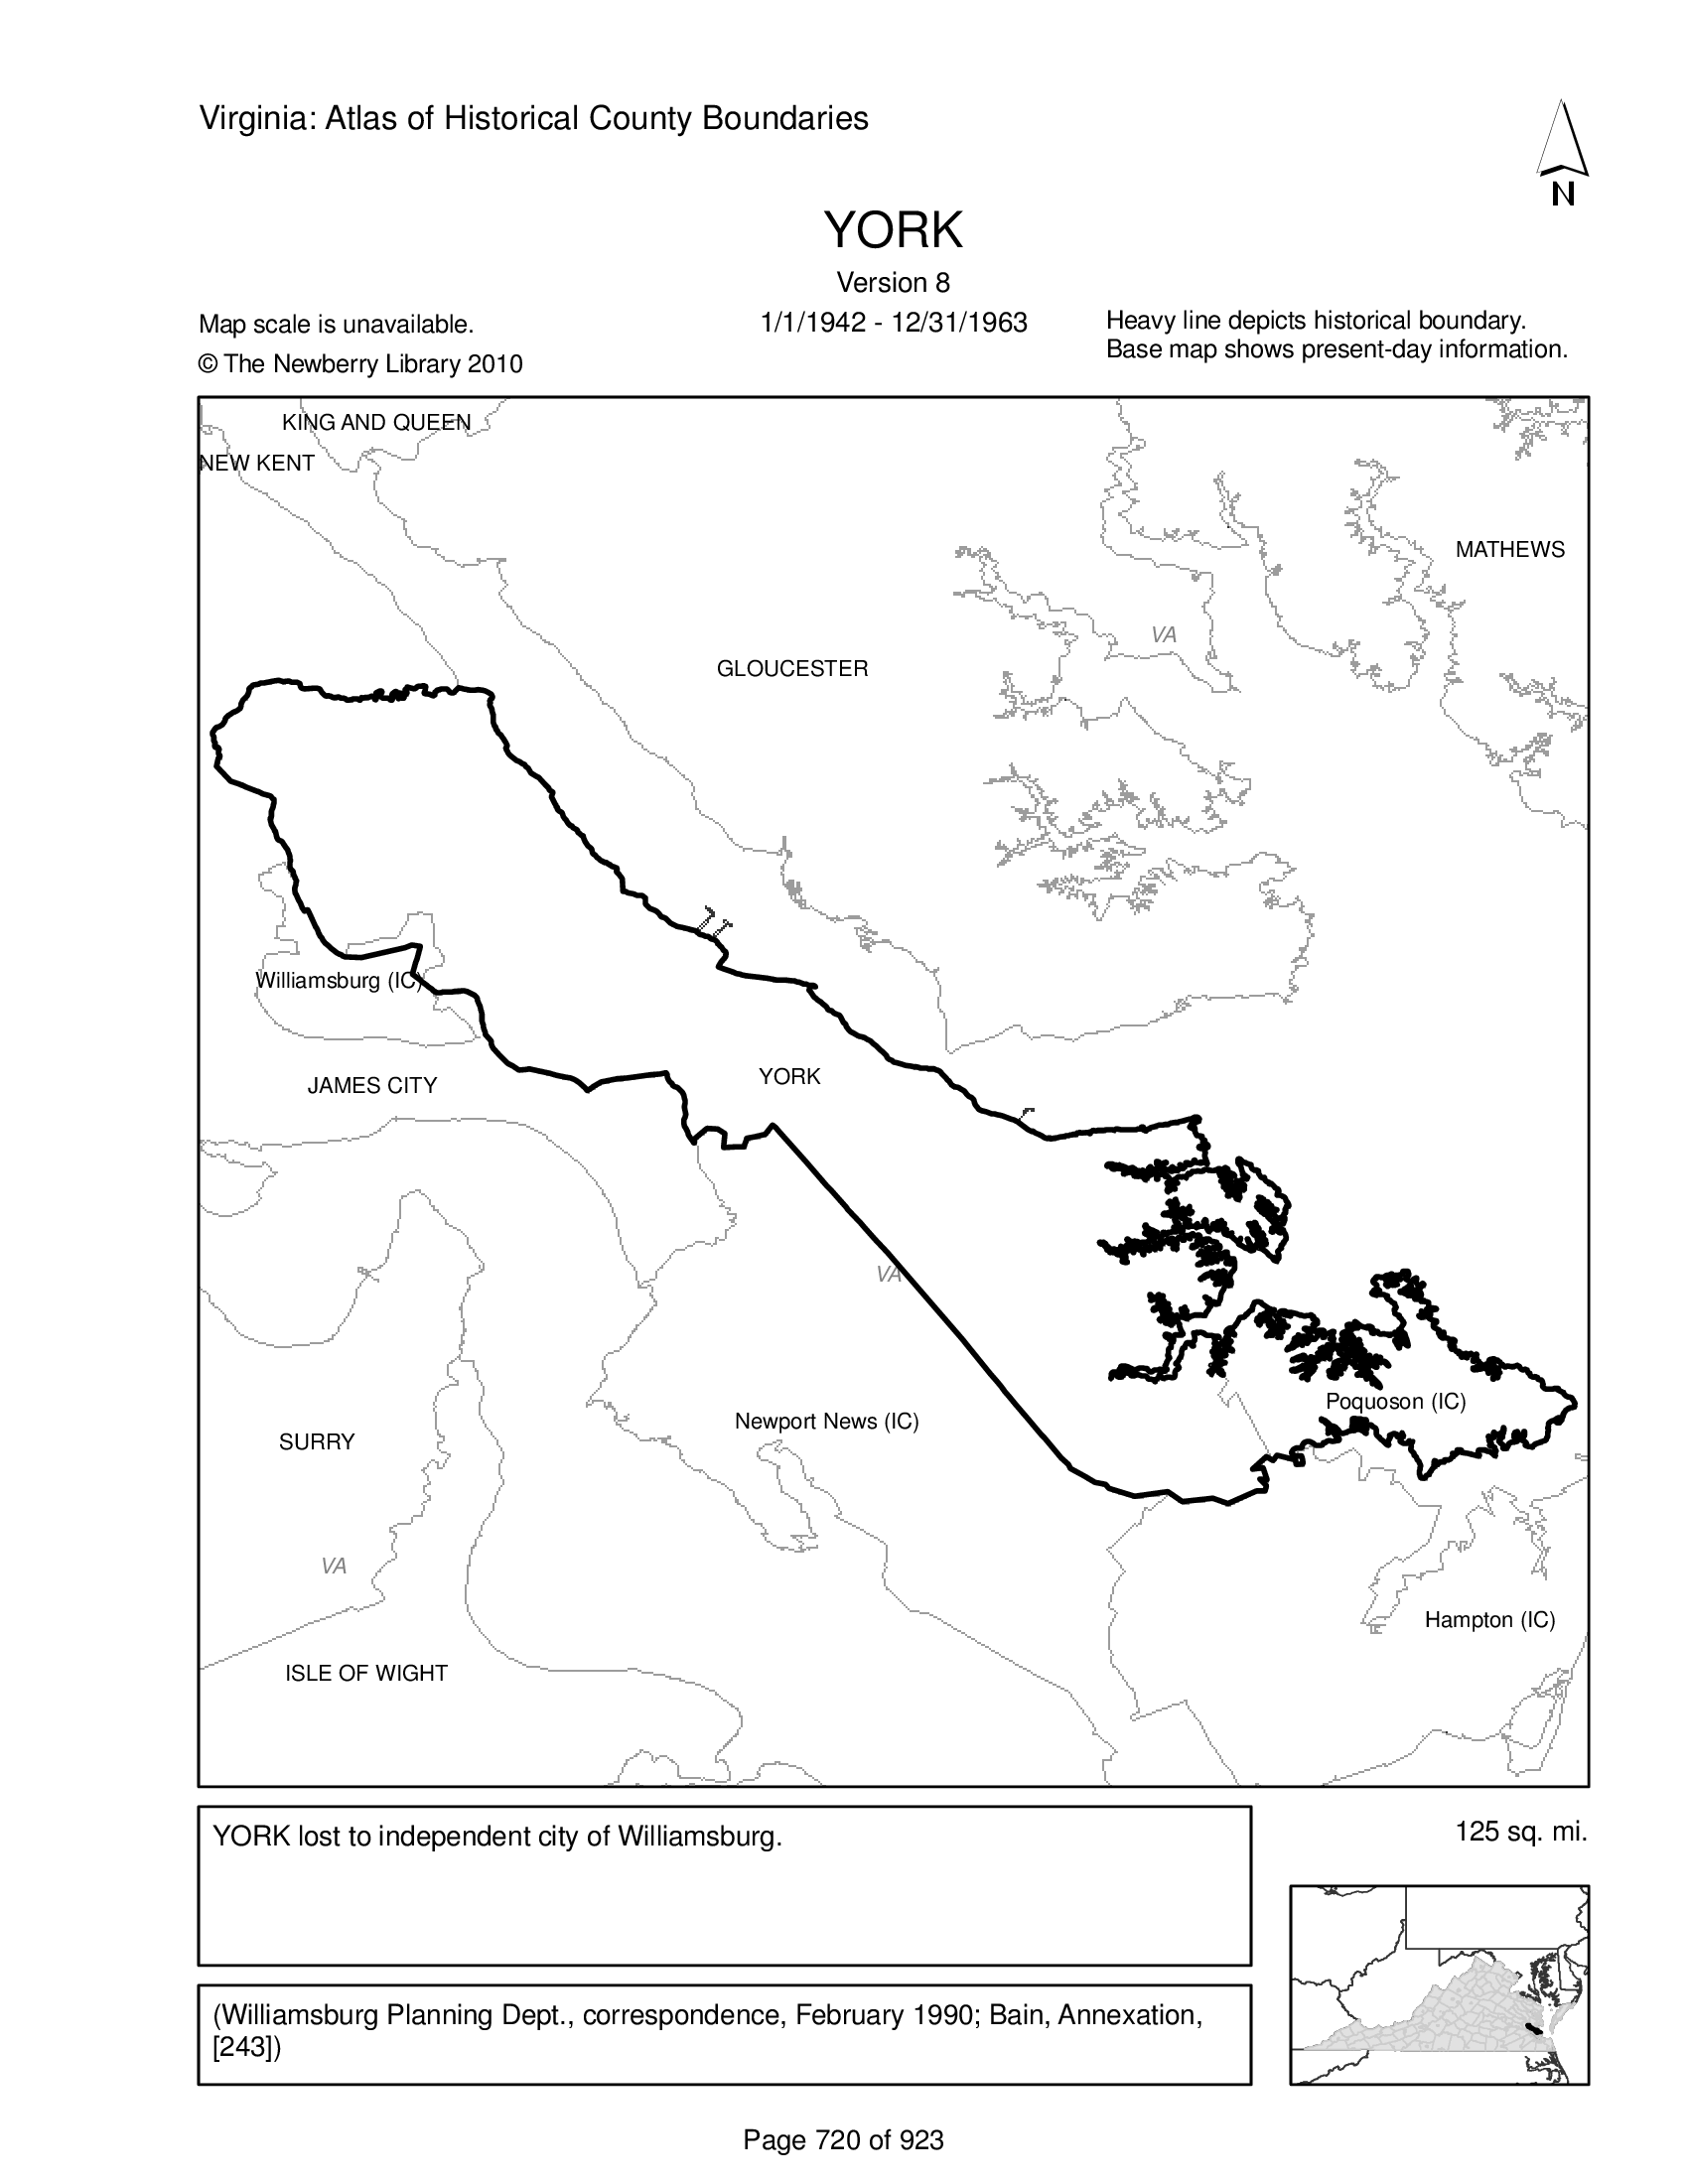 Virginia: Atlas of Historical County Boundaries
N
YORK
Version 8
1/1/1942 - 12/31/1963
Map scale is unavailable.
© The Newberry Library 2010
Heavy line depicts historical boundary.
Base map shows present-day information.
KING AND QUEEN
NEW KENT
MATHEWS
VA
GLOUCESTER
Williamsburg (IC)
YORK
JAMES CITY
VA
Poquoson (IC)
Newport News (IC)
SURRY
VA
Hampton (IC)
ISLE OF WIGHT
YORK lost to independent city of Williamsburg.
125 sq. mi.
(Williamsburg Planning Dept., correspondence, February 1990; Bain, Annexation,
[243])
Page 720 of 923